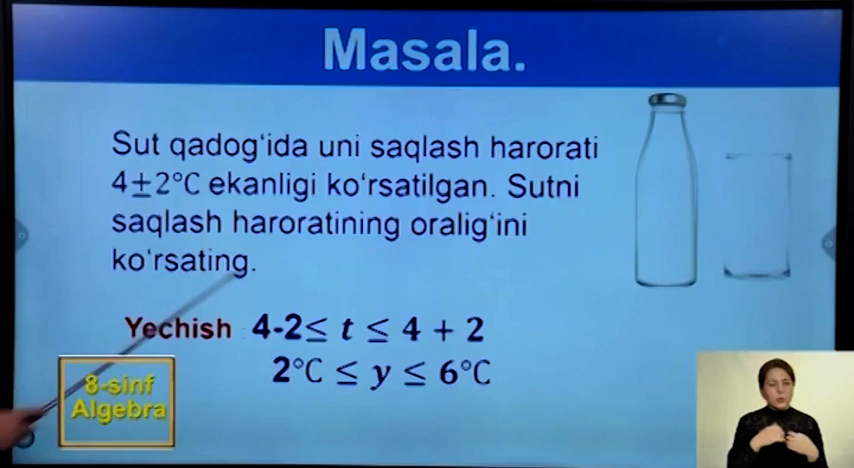 Masala.
Sut qadog‘ida uni saqlash harorati
4±2°C ekanligi ko‘rsatilgan. Sutni
saqlash haroratining oralig‘ini
ko‘rsating.
Yechish 4-2≤ t ≤ 4 + 2
2°C ≤ y ≤ 6°C
8-sinf
Algebra